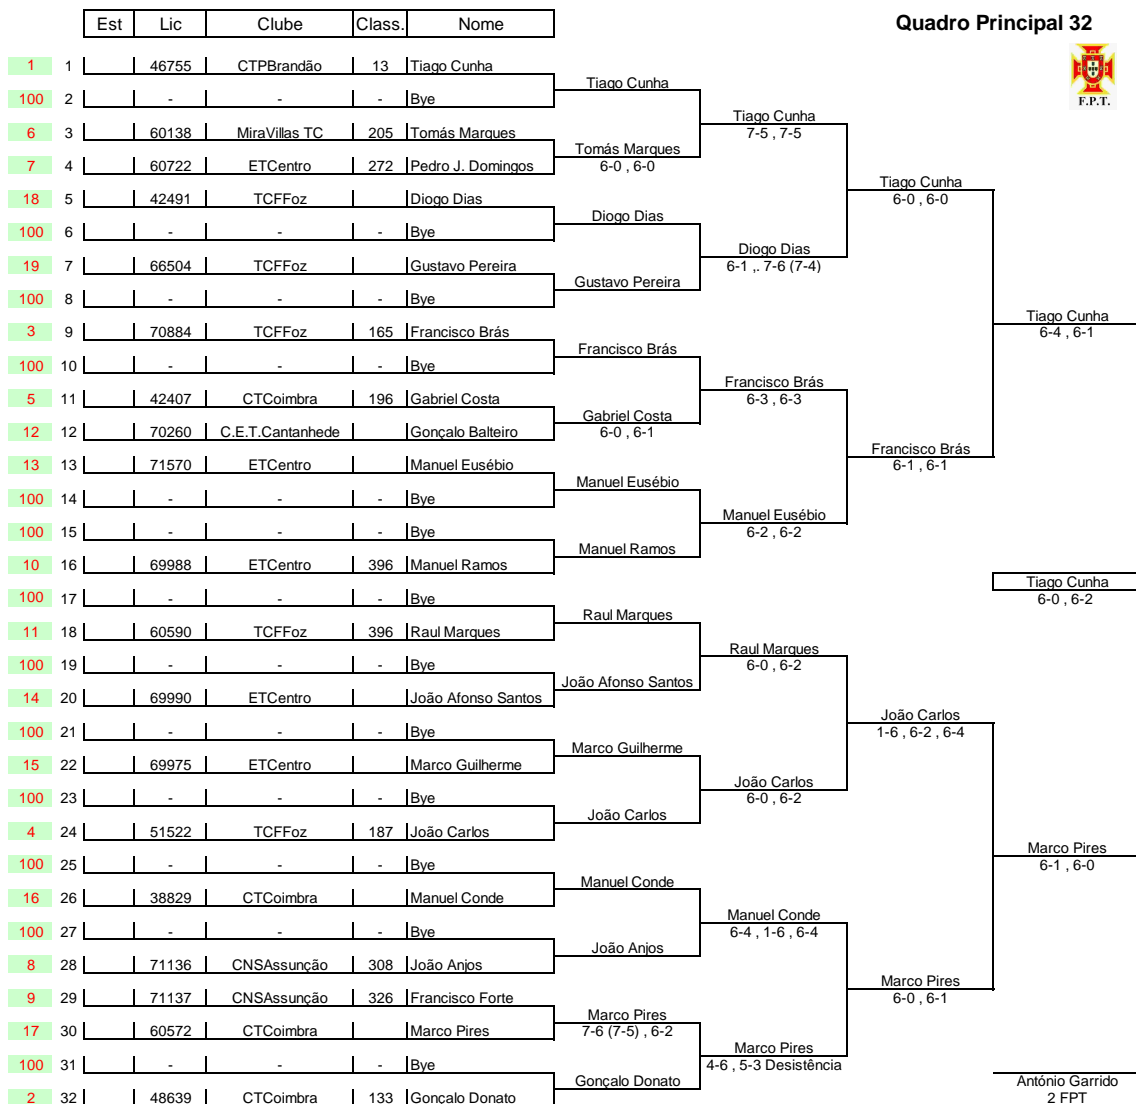 Est Lic Clube Class. Nome
Quadro Principal 32
F.P.T.
1 1 46755 CTPBrandão 13 Tiago Cunha
Tiago Cunha
100 2 - - - Bye
Tiago Cunha
7-5 , 7-5
6 3 60138 MiraVillas TC 205 Tomás Marques
Tomás Marques
6-0 , 6-0
7 4 60722 ETCentro 272 Pedro J. Domingos
Tiago Cunha
6-0 , 6-0
18 5 42491 TCFFoz Diogo Dias
Diogo Dias
100 6 - - - Bye
Diogo Dias
6-1 ,. 7-6 (7-4)
19 7 66504 TCFFoz Gustavo Pereira
Gustavo Pereira
100 8 - - - Bye
Tiago Cunha
6-4 , 6-1
3 9 70884 TCFFoz 165 Francisco Brás
Francisco Brás
100 10 - - - Bye
Francisco Brás
6-3 , 6-3
5 11 42407 CTCoimbra 196 Gabriel Costa
Gabriel Costa
6-0 , 6-1
12 12 70260 C.E.T.Cantanhede Gonçalo Balteiro
Francisco Brás
6-1 , 6-1
13 13 71570 ETCentro Manuel Eusébio
Manuel Eusébio
100 14 - - - Bye
Manuel Eusébio
6-2 , 6-2
100 15 - - - Bye
Manuel Ramos
10 16 69988 ETCentro 396 Manuel Ramos
Tiago Cunha
6-0 , 6-2
100 17 - - - Bye
Raul Marques
11 18 60590 TCFFoz 396 Raul Marques
Raul Marques
6-0 , 6-2
100 19 - - - Bye
João Afonso Santos
14 20 69990 ETCentro João Afonso Santos
João Carlos
1-6 , 6-2 , 6-4
100 21 - - - Bye
Marco Guilherme
15 22 69975 ETCentro Marco Guilherme
João Carlos
6-0 , 6-2
100 23 - - - Bye
João Carlos
4 24 51522 TCFFoz 187 João Carlos
Marco Pires
6-1 , 6-0
100 25 - - - Bye
Manuel Conde
16 26 38829 CTCoimbra Manuel Conde
Manuel Conde
6-4 , 1-6 , 6-4
100 27 - - - Bye
João Anjos
8 28 71136 CNSAssunção 308 João Anjos
Marco Pires
6-0 , 6-1
9 29 71137 CNSAssunção 326 Francisco Forte
Marco Pires
7-6 (7-5) , 6-2
17 30 60572 CTCoimbra Marco Pires
Marco Pires
4-6 , 5-3 Desistência
100 31 - - - Bye
Gonçalo Donato
2 32 48639 CTCoimbra 133 Gonçalo Donato
António Garrido
2 FPT